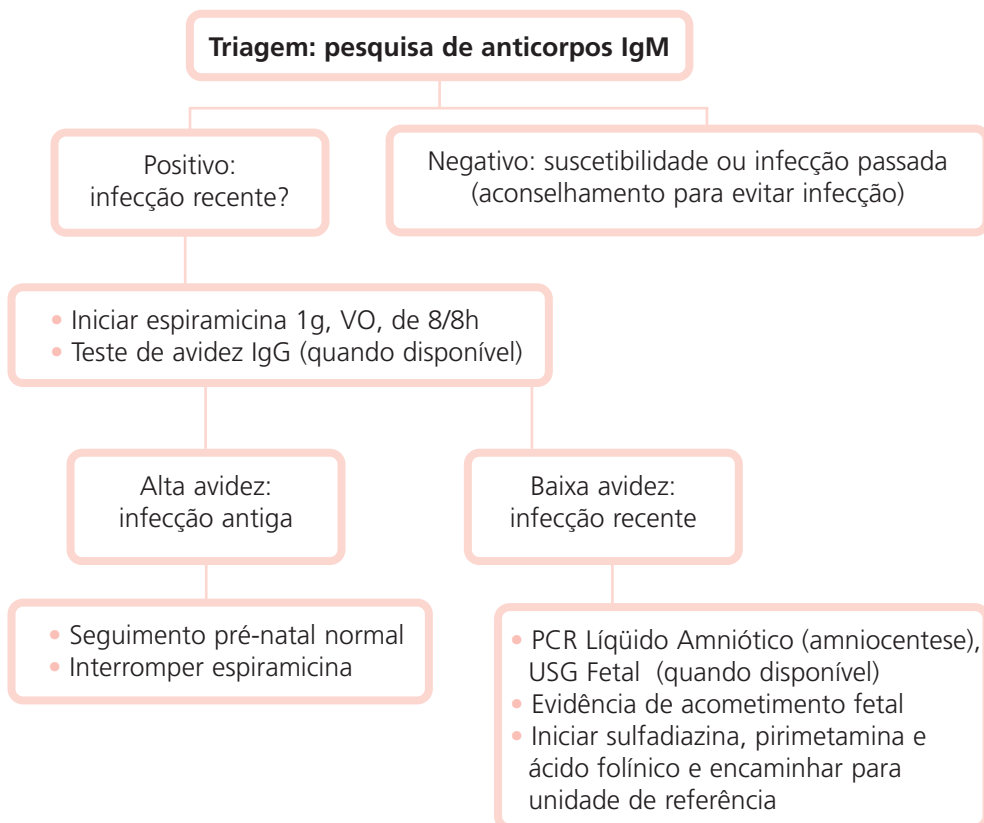 Triagem: pesquisa de anticorpos IgM
Positivo:
infecção recente?
Negativo: suscetibilidade ou infecção passada
(aconselhamento para evitar infecção)
• Iniciar espiramicina 1g, VO, de 8/8h
• Teste de avidez IgG (quando disponível)
Alta avidez:
infecção antiga
Baixa avidez:
infecção recente
• Seguimento pré-natal normal
• Interromper espiramicina
• PCR Líqüido Amniótico (amniocentese),
USG Fetal (quando disponível)
• Evidência de acometimento fetal
• Iniciar sulfadiazina, pirimetamina e
ácido folínico e encaminhar para
unidade de referência